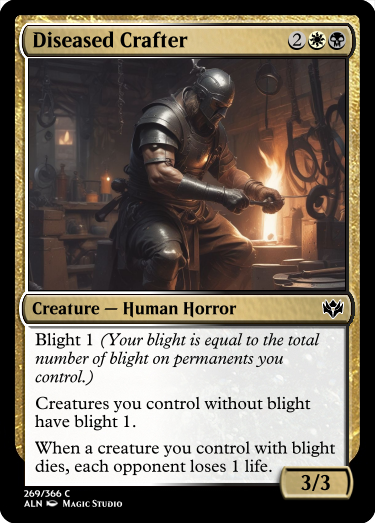 Diseased Crafter 2
Creature — Human Horror
Blight 1 (Your blight is equal to the total
number of blight on permanents you
control.)
Creatures you control without blight
have blight 1.
When a creature you control with blight
dies, each opponent loses 1 life.
3/3
269/366 C
ALN Magic Studio